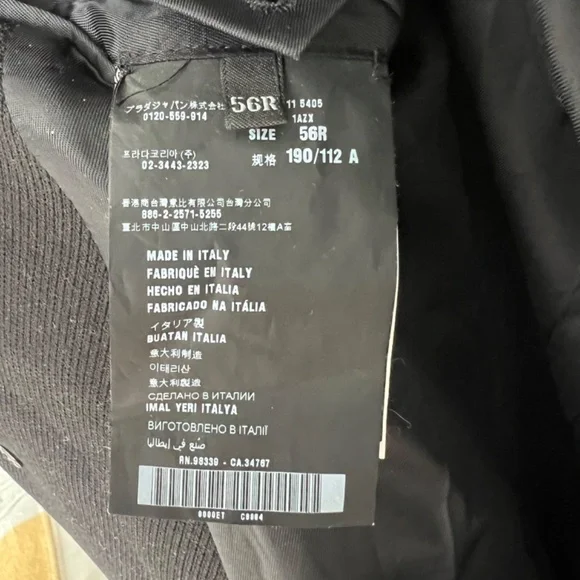 プラダジャパン株式会社
0120-559-914
56R
11 5405
1AZX
SIZE 56R
프라다코리아 (주)
02-3443-2323
规格 190/112 A
香港商台灣意比有限公司台灣分公司
886-2-2571-5255
臺北市中山區中山北路二段44號12樓A室
MADE IN ITALY
FABRIQUÈ EN ITALY
HECHO EN ITALIA
FABRICADO NA ITÁLIA
イタリア製
BUATAN ITALIA
意大利制造
이태리산
義大利製造
СДЕЛАНО В ИТАЛИИ
IMAL YERI ITALYA
ВИГОТОВЛЕНО В ІТАЛІЇ
صنع في إيطاليا
RN.98339 - CA.34767